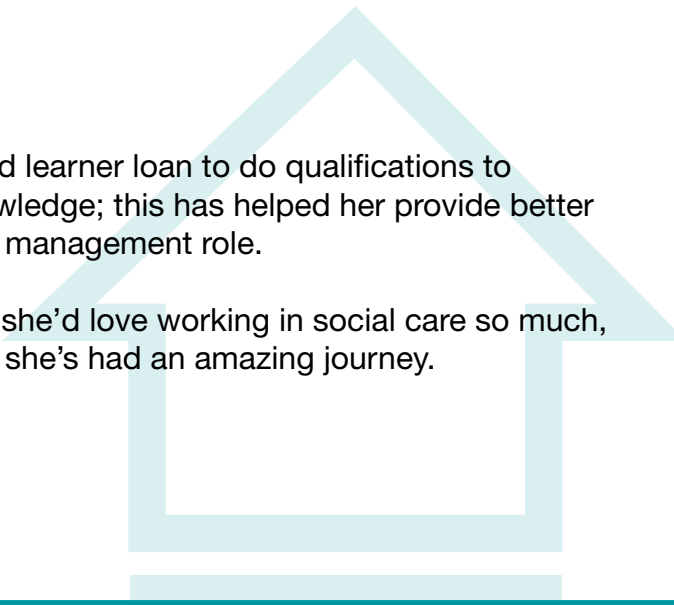 d learner loan to do qualifications to
wledge; this has helped her provide better
management role.
she’d love working in social care so much,
she’s had an amazing journey.